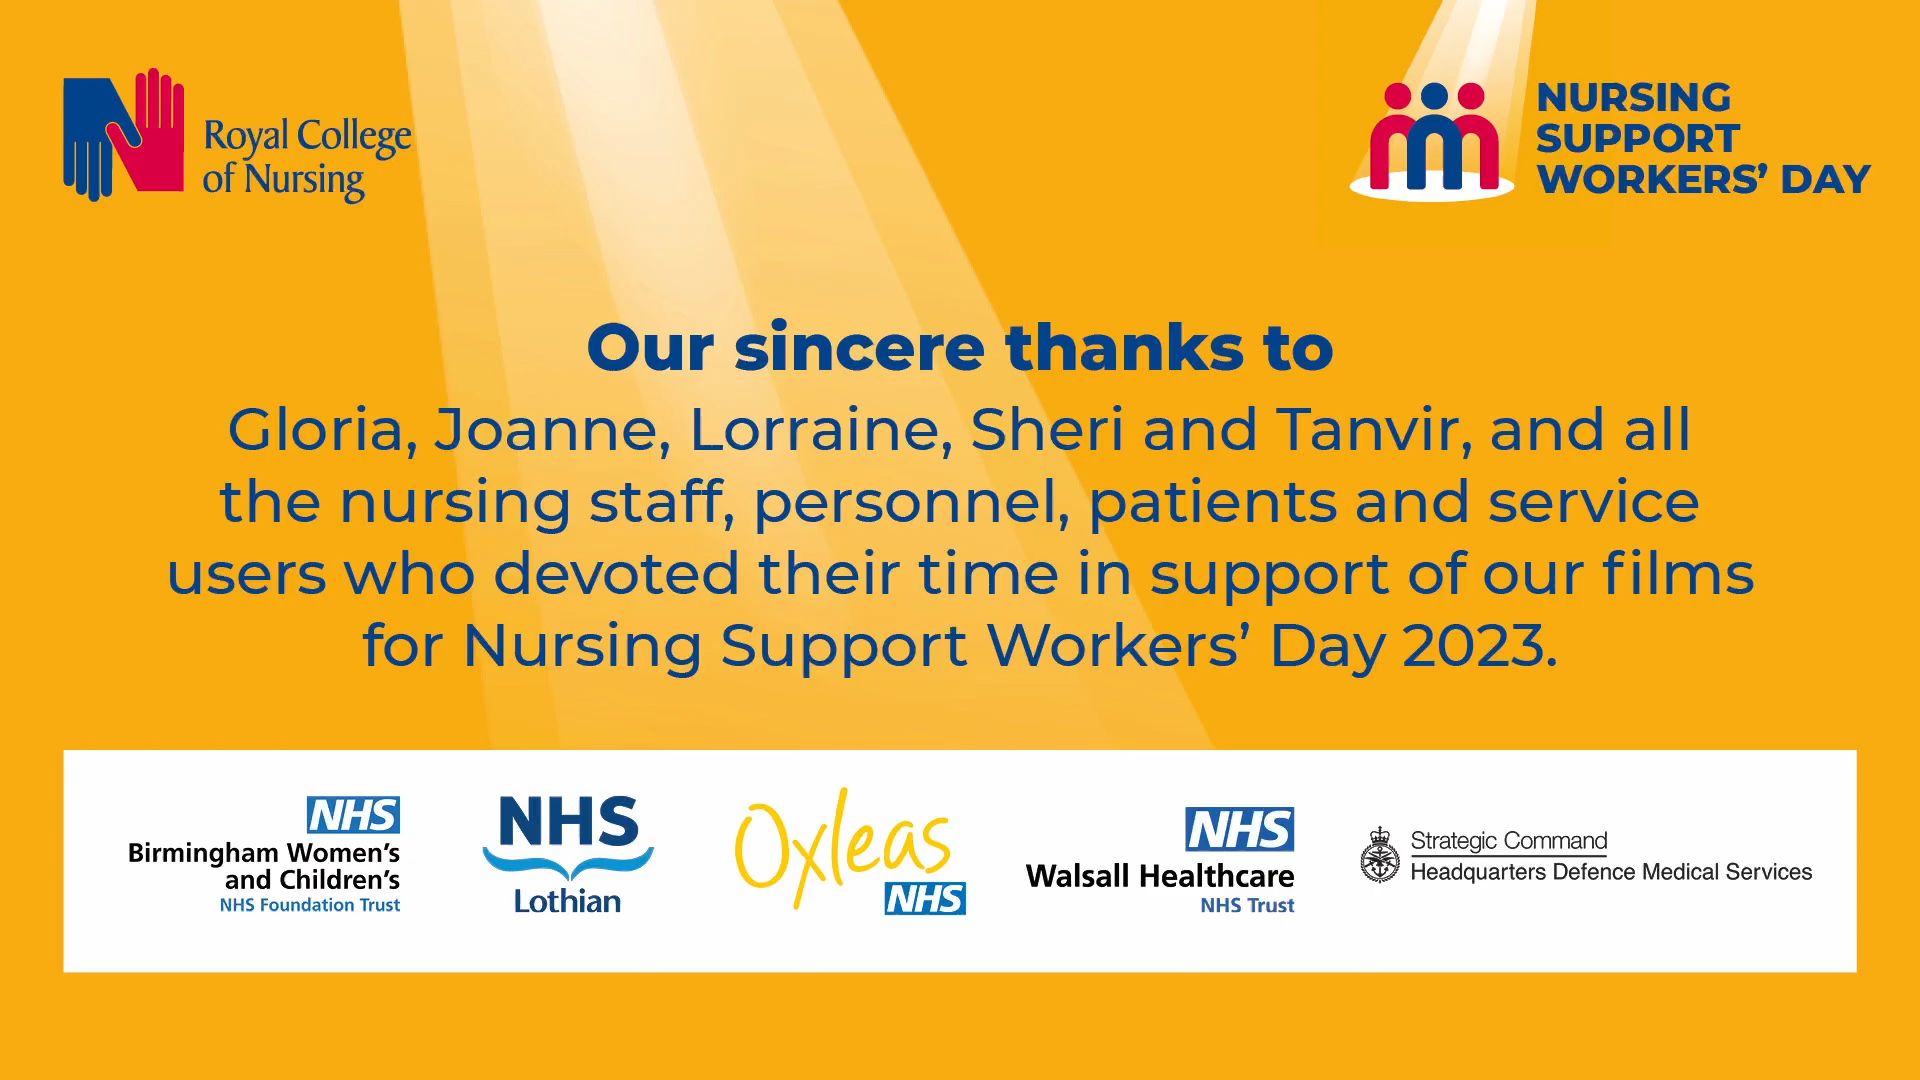 Royal College
of Nursing
NURSING
SUPPORT
WORKERS’ DAY
Our sincere thanks to
Gloria, Joanne, Lorraine, Sheri and Tanvir, and all
the nursing staff, personnel, patients and service
users who devoted their time in support of our films
for Nursing Support Workers’ Day 2023.
NHS
Birmingham Women’s
and Children’s
NHS Foundation Trust
NHS
Lothian
Oxleas
NHS
NHS
Walsall Healthcare
NHS Trust
Strategic Command
Headquarters Defence Medical Services